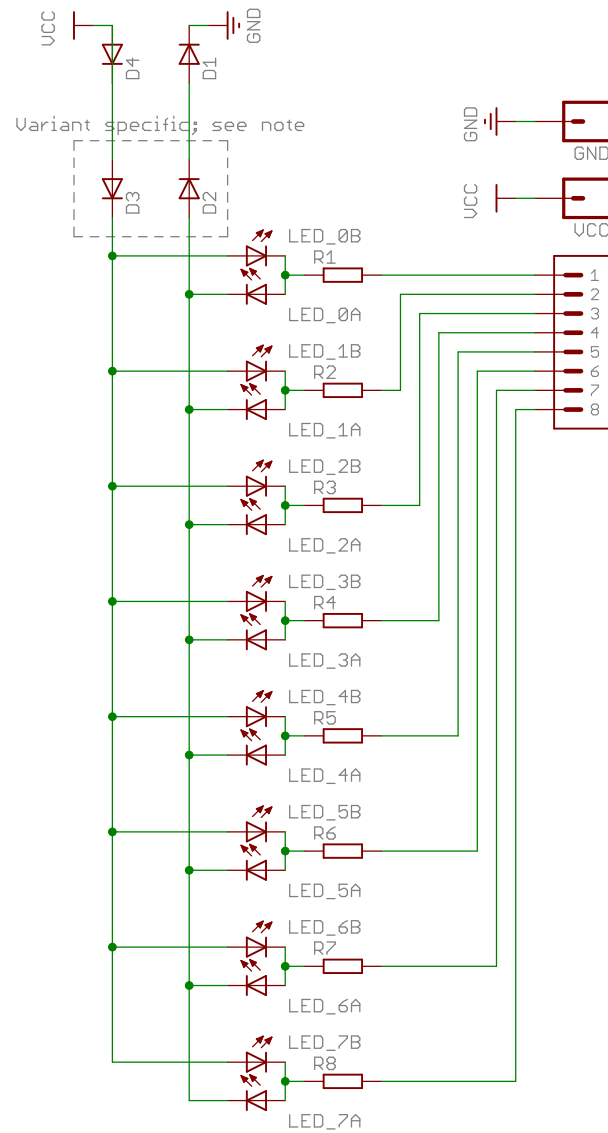 VCC
GND
D4
D1
Variant specific; see note
D3
D2
GND
GND
VCC
VCC
LED_0B
R1
LED_0A
LED_1B
R2
LED_1A
LED_2B
R3
LED_2A
LED_3B
R4
LED_3A
LED_4B
R5
LED_4A
LED_5B
R6
LED_5A
LED_6B
R7
LED_6A
LED_7B
R8
LED_7A
1
2
3
4
5
6
7
8